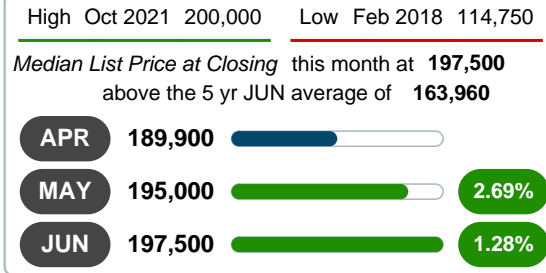 High Oct 2021 200,000 Low Feb 2018 114,750
Median List Price at Closing this month at 197,500
above the 5 yr JUN average of 163,960
APR 189,900
MAY 195,000 2.69%
JUN 197,500 1.28%